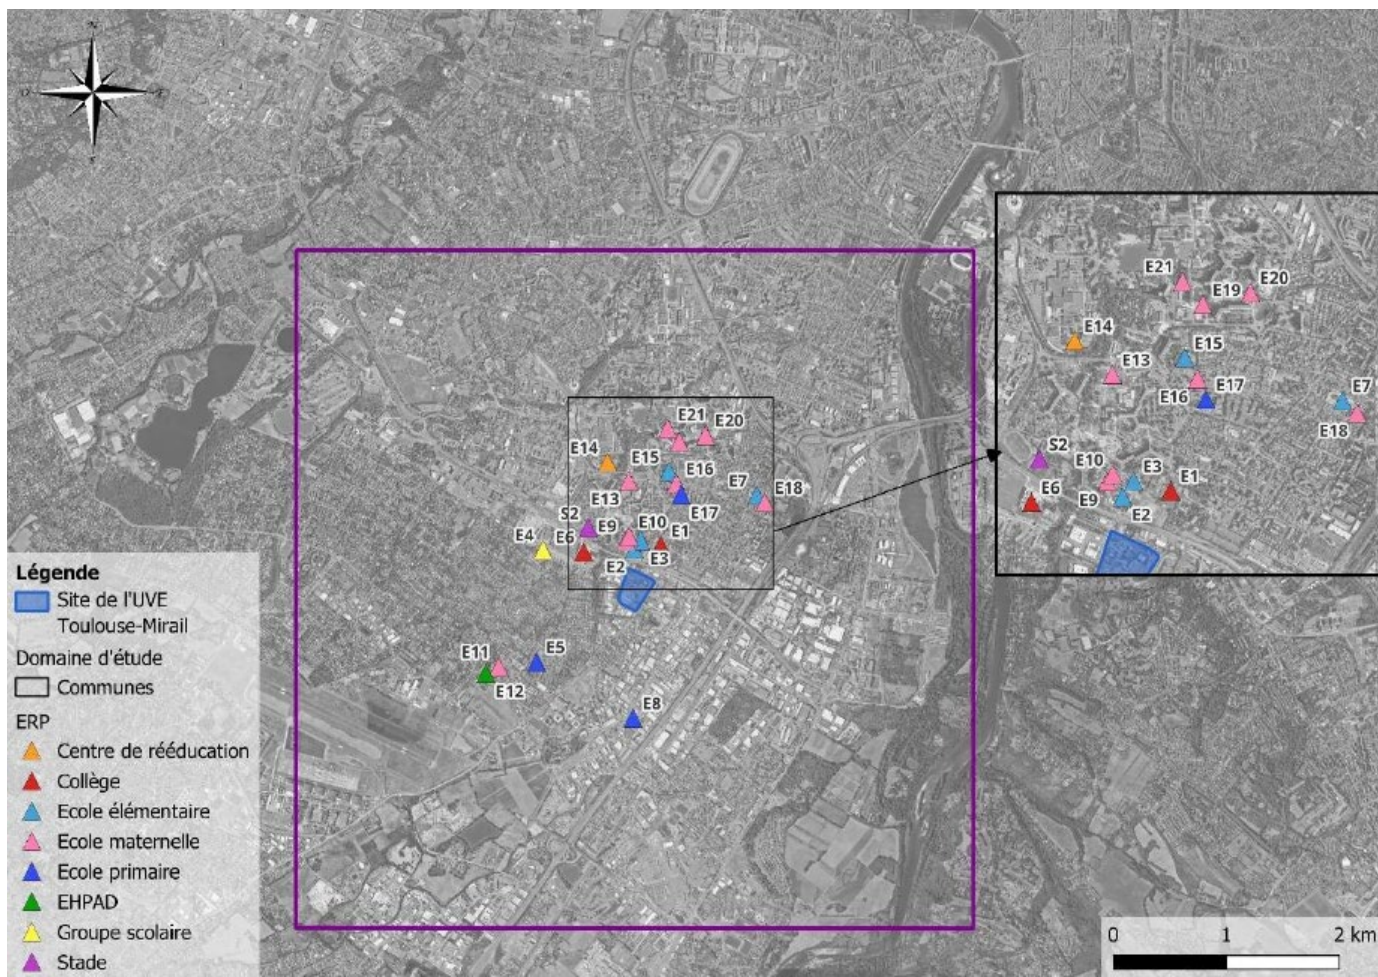 E21
E20
E14
E15
E16
E13
E7
E18
E17
S2
E9
E10
E1
E4
E6
E2
E3
E11
E5
E12
E8
E21
E20
E19
E14
E15
E13
E17
E7
E16
E18
S2
E10
E3
E1
E6
E9
E2
Légende
Site de l'UVE
Toulouse-Mirail
Domaine d'étude
Communes
ERP
Centre de rééducation
Collège
Ecole élémentaire
Ecole maternelle
Ecole primaire
EHPAD
Groupe scolaire
Stade
0 1 2 km